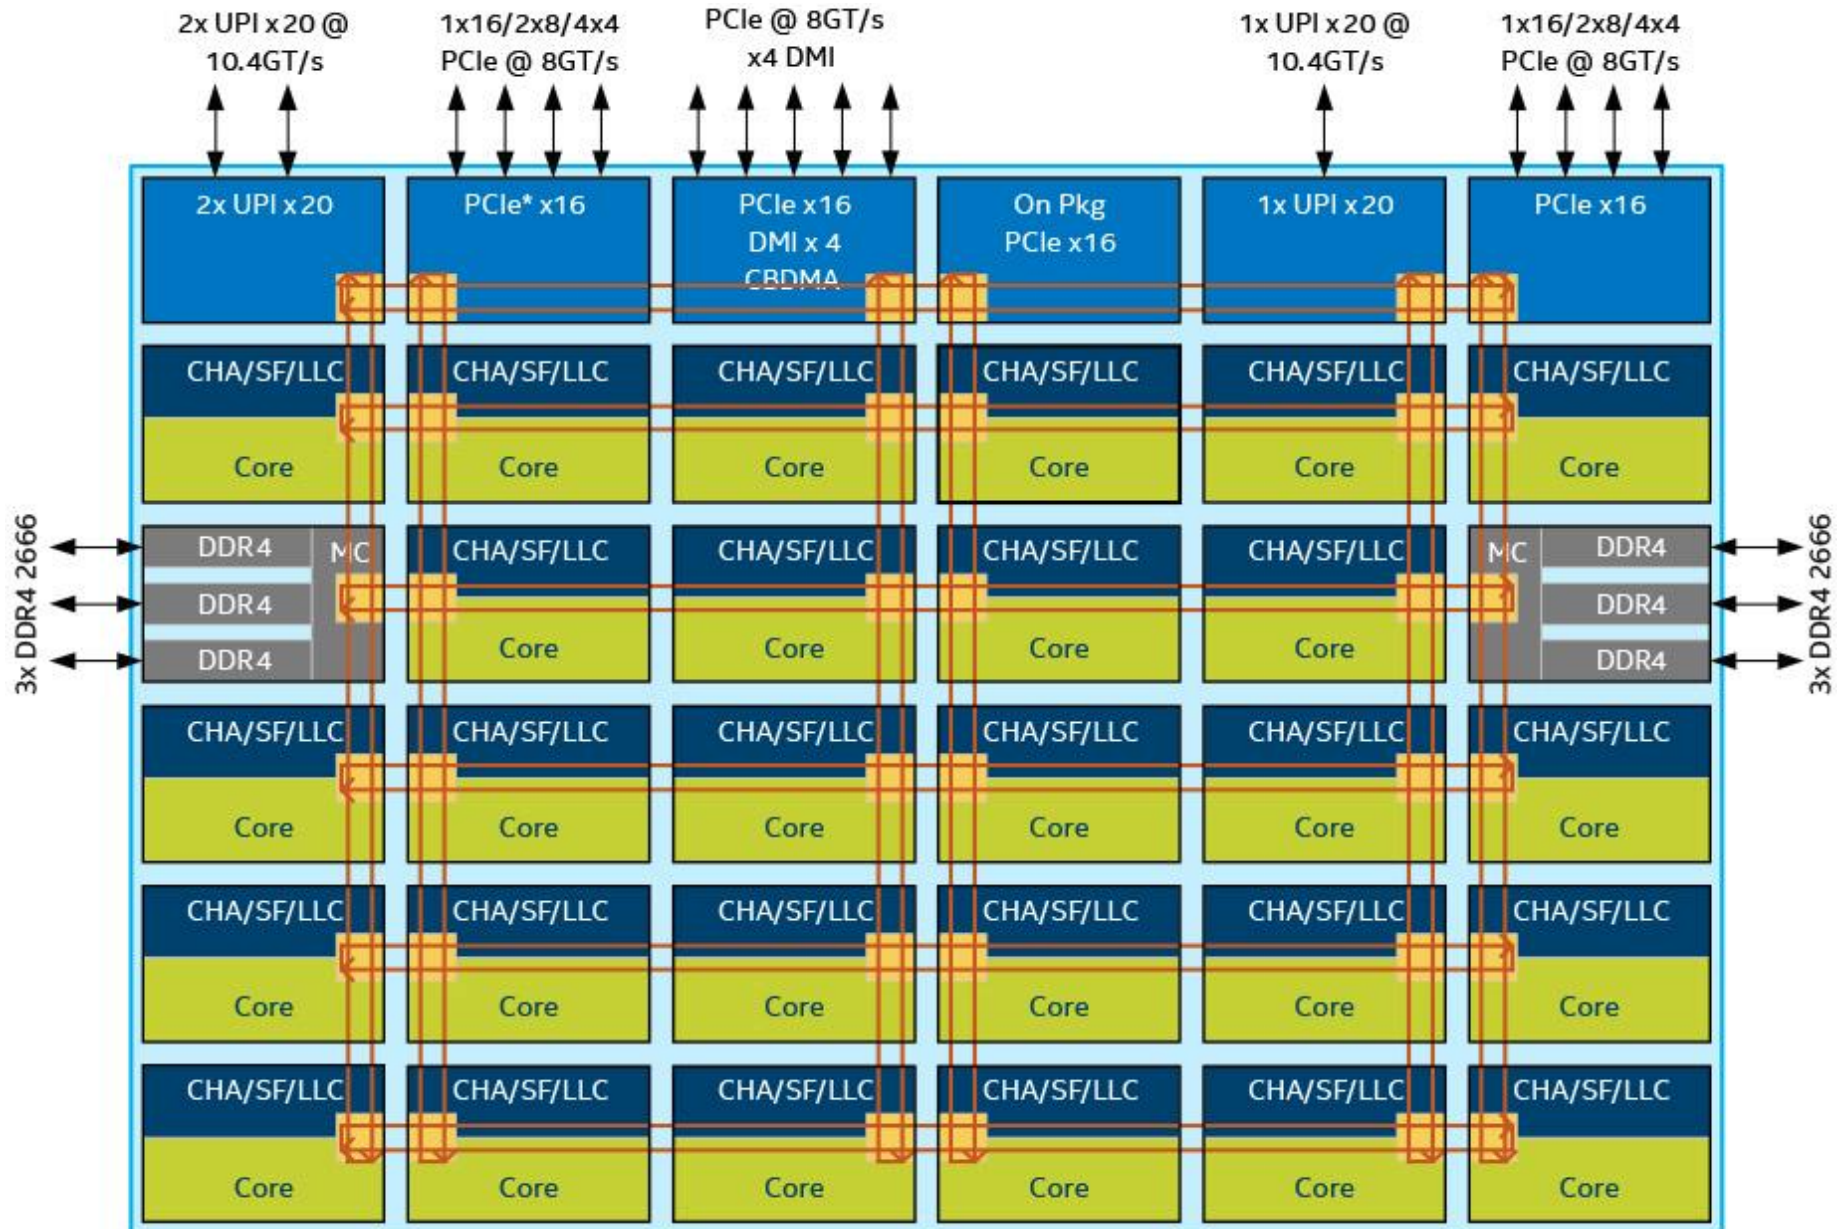 2x UPI x20 @
10.4GT/s
1x16/2x8/4x4
PCIe @ 8GT/s
PCIe @ 8GT/s
x4 DMI
1x UPI x20 @
10.4GT/s
1x16/2x8/4x4
PCIe @ 8GT/s
2x UPI x20
PCIe* x16
PCIe x16
DMI x 4
CBDMA
On Pkg
PCIe x16
1x UPI x20
PCIe x16
CHA/SF/LLC
CHA/SF/LLC
CHA/SF/LLC
CHA/SF/LLC
CHA/SF/LLC
CHA/SF/LLC
Core
Core
Core
Core
Core
Core
3x DDR4 2666
DDR4
DDR4
DDR4
MC
CHA/SF/LLC
CHA/SF/LLC
CHA/SF/LLC
CHA/SF/LLC
Core
Core
Core
Core
MC
DDR4
DDR4
DDR4
3x DDR4 2666
CHA/SF/LLC
CHA/SF/LLC
CHA/SF/LLC
CHA/SF/LLC
CHA/SF/LLC
CHA/SF/LLC
Core
Core
Core
Core
Core
Core
CHA/SF/LLC
CHA/SF/LLC
CHA/SF/LLC
CHA/SF/LLC
CHA/SF/LLC
CHA/SF/LLC
Core
Core
Core
Core
Core
Core
CHA/SF/LLC
CHA/SF/LLC
CHA/SF/LLC
CHA/SF/LLC
CHA/SF/LLC
CHA/SF/LLC
Core
Core
Core
Core
Core
Core